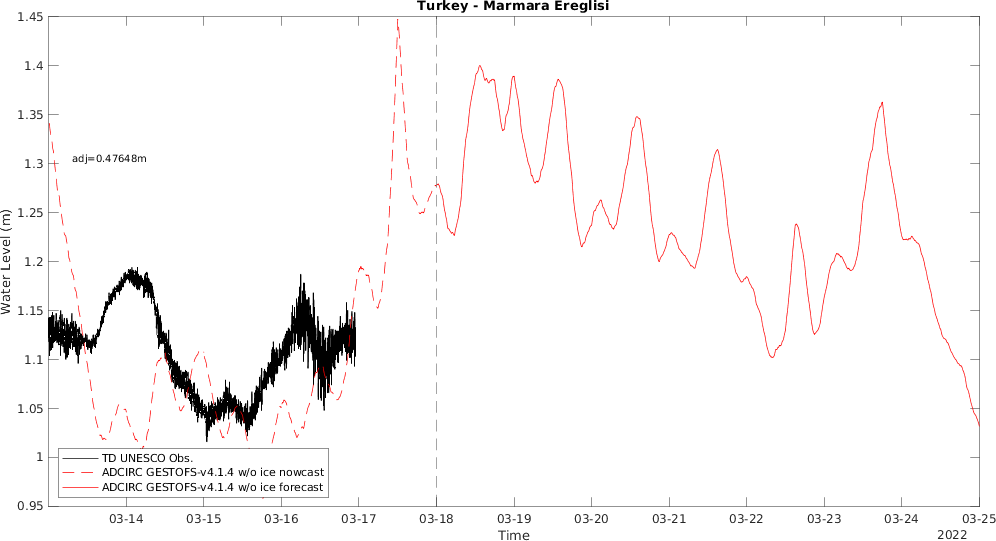 Turkey - Marmara Ereglisi
1.45
1.4
1.35
1.3
1.25
1.2
1.15
1.1
1.05
1
0.95
Water Level (m)
adj=0.47648m
TD UNESCO Obs.
ADCIRC GESTOFS-v4.1.4 w/o ice nowcast
ADCIRC GESTOFS-v4.1.4 w/o ice forecast
03-14 03-15 03-16 03-17 03-18 03-19 03-20 03-21 03-22 03-23 03-24 03-25
Time
2022